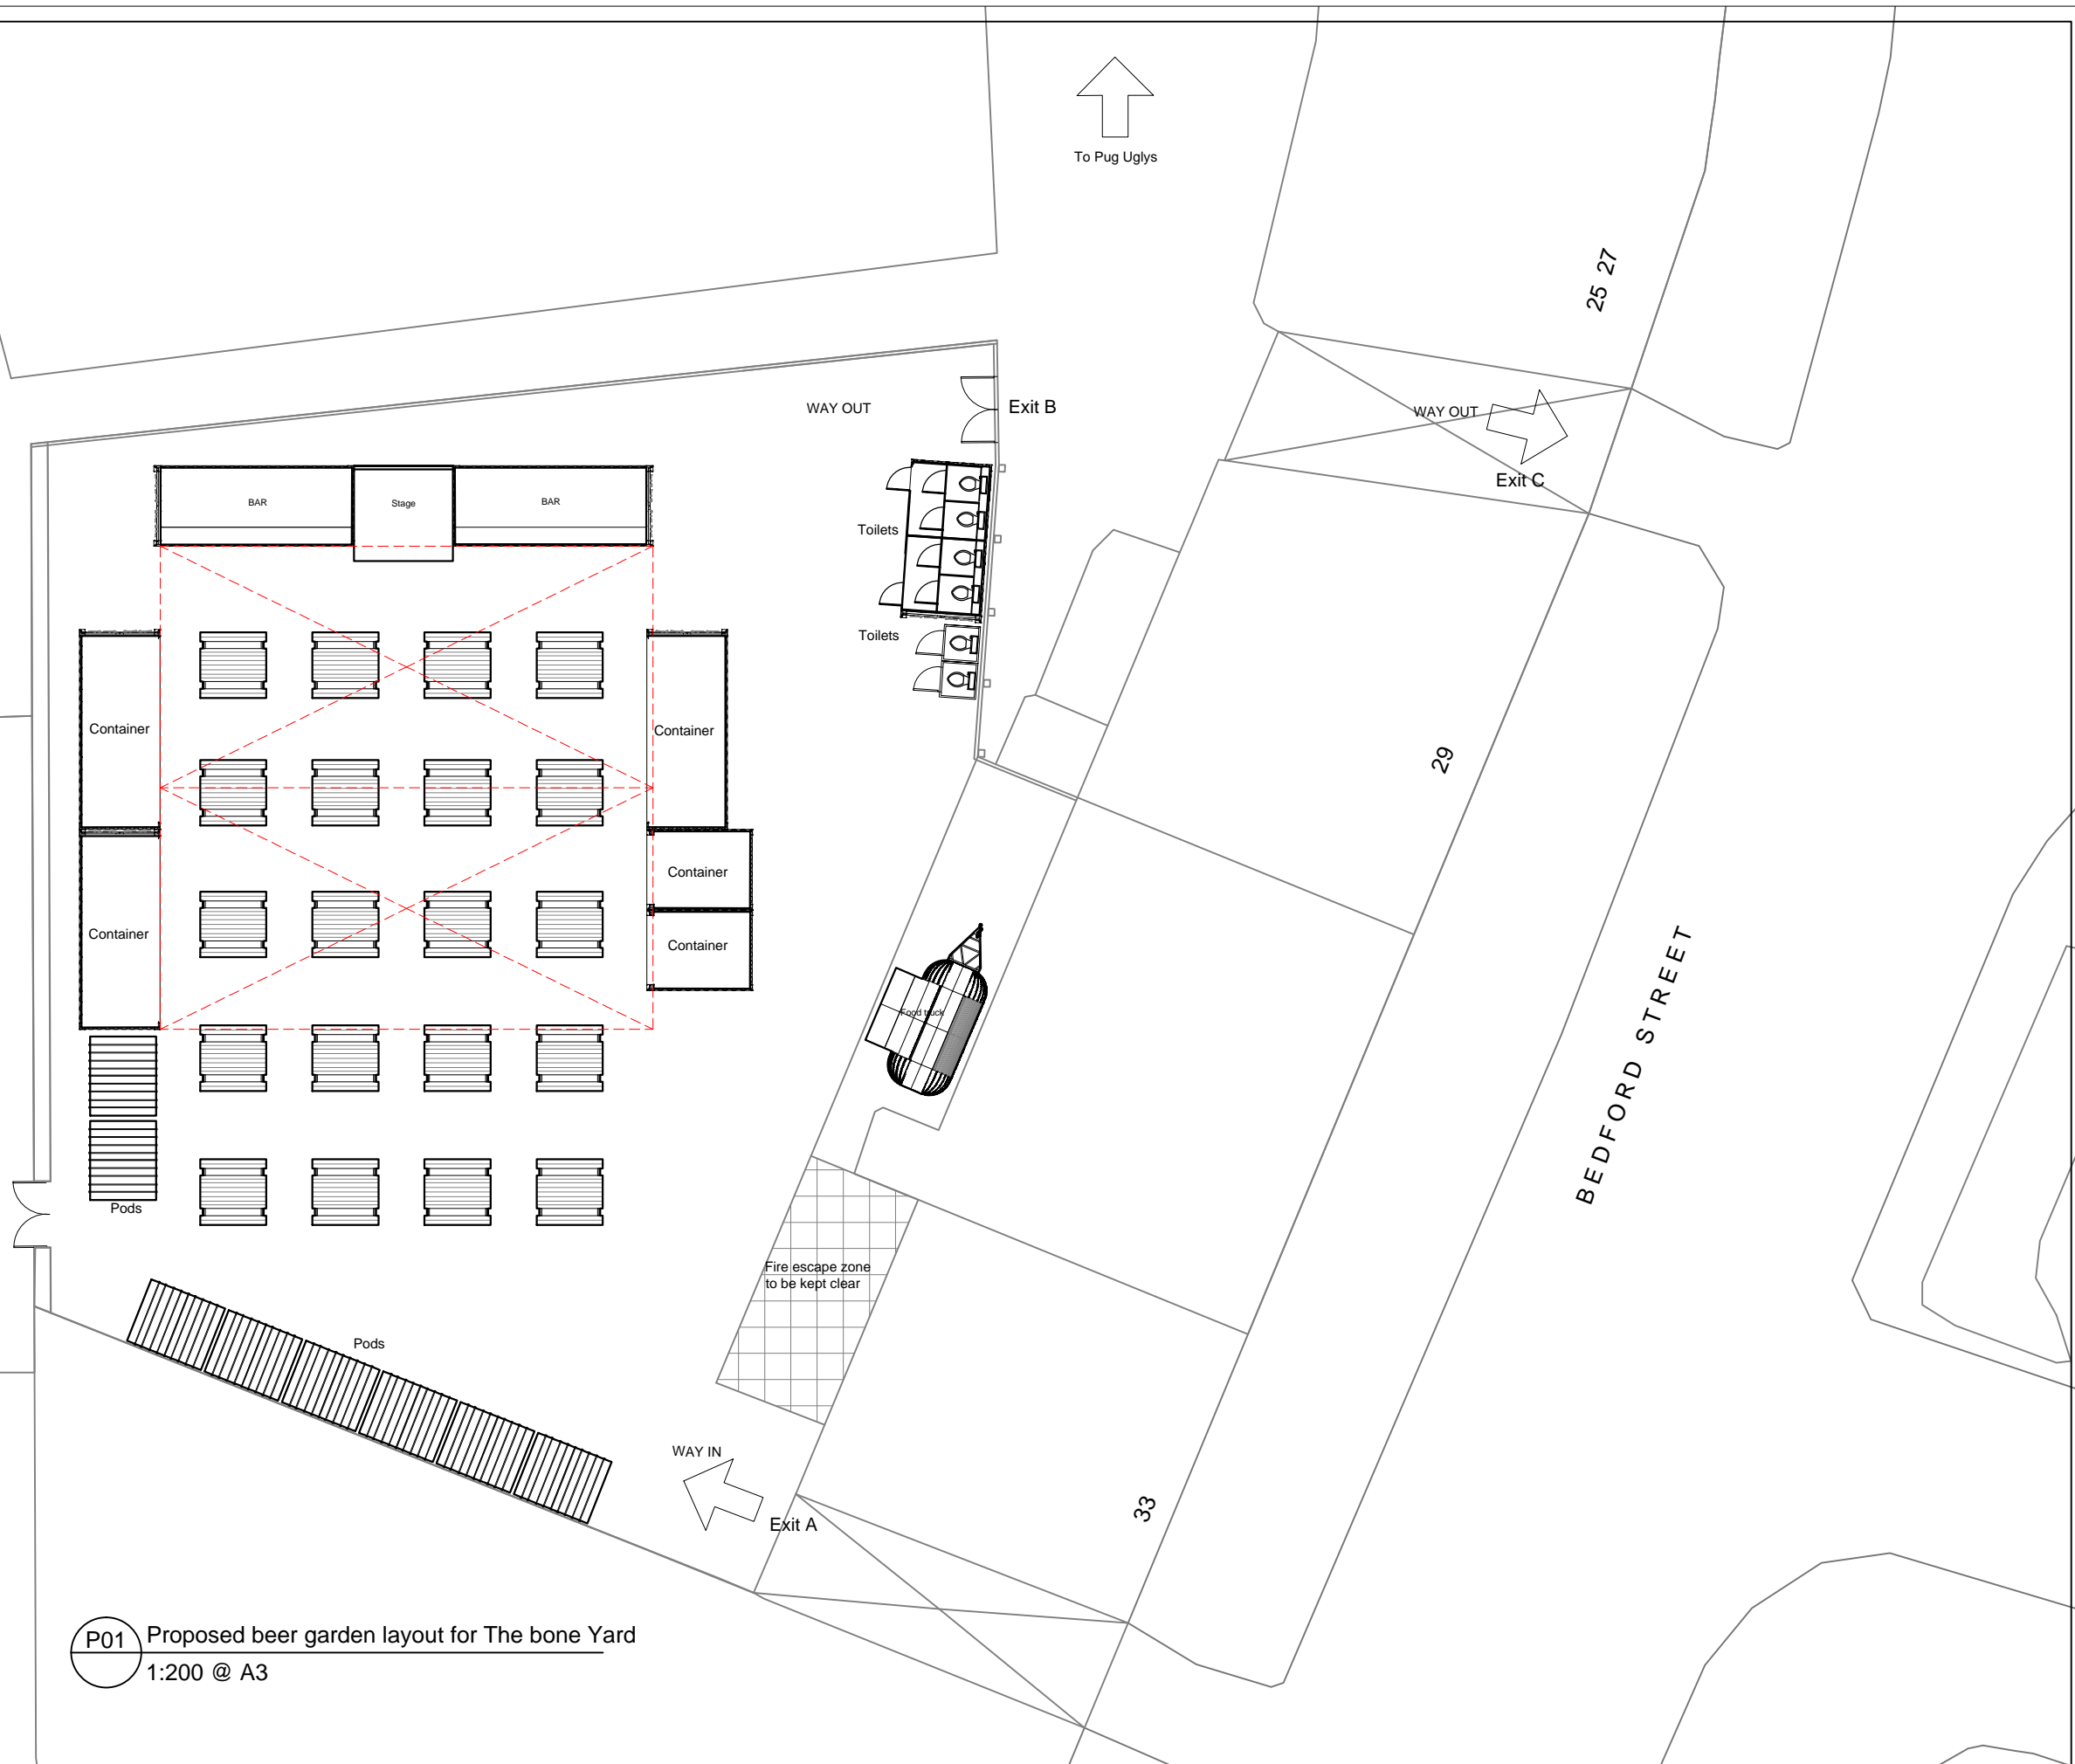 To Pug Uglys
25 27
WAY OUT
Exit B
WAY OUT
Exit C
BAR
Stage
BAR
Toilets
Toilets
Container
Container
29
Container
Container
Container
Food truck
BEDFORD STREET
Pods
Fire escape zone
to be kept clear
Pods
WAY IN
Exit A
33
P01
Proposed beer garden layout for The bone Yard
1:200 @ A3